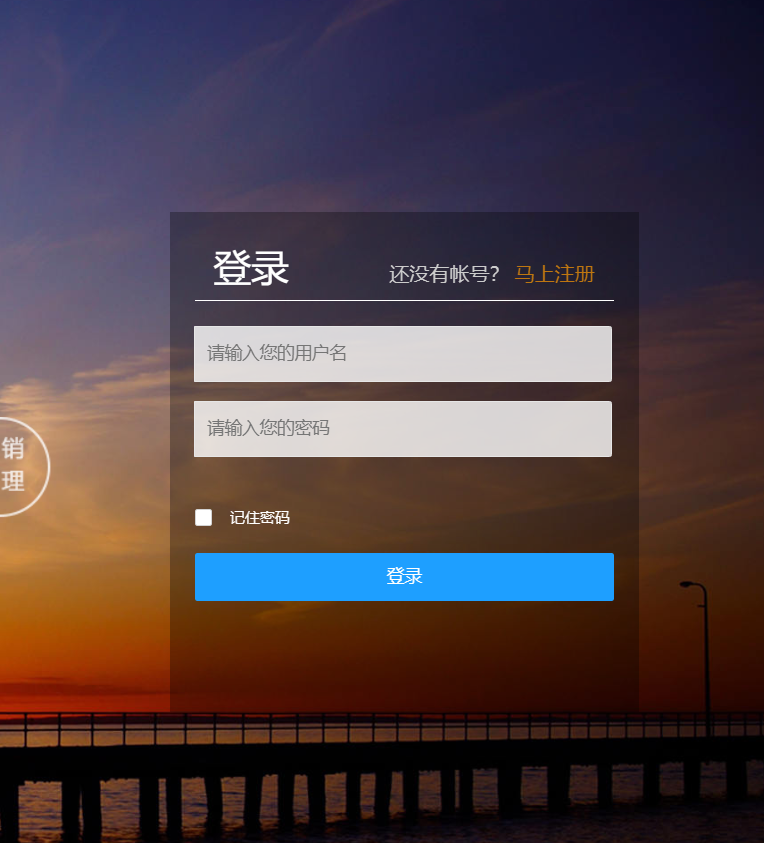 登录
还没有帐号? 马上注册
请输入您的用户名
请输入您的密码
销
理
记住密码
登录